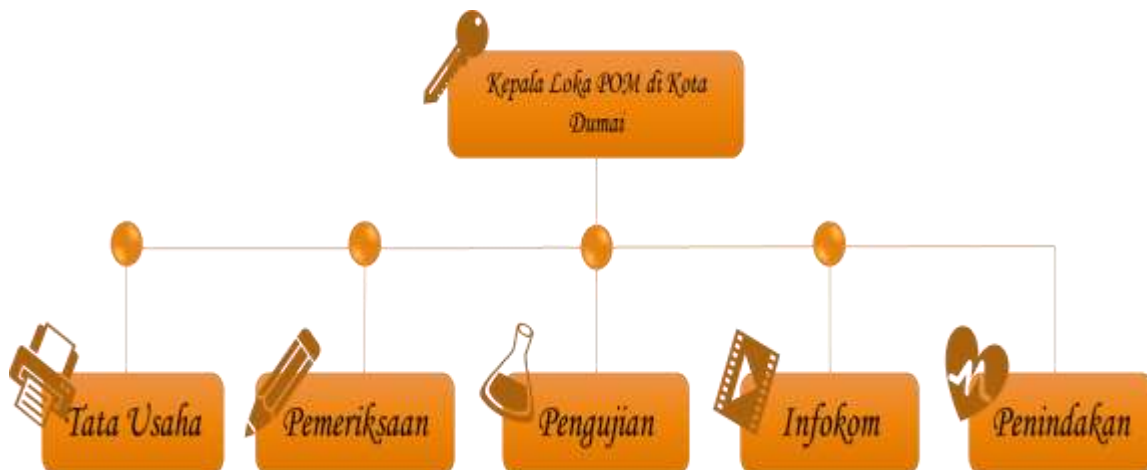 Kepala Loka POM di Kota
Dumai
Tata Usaha
Pemeriksaan
Pengujian
Infokom
Penindakan